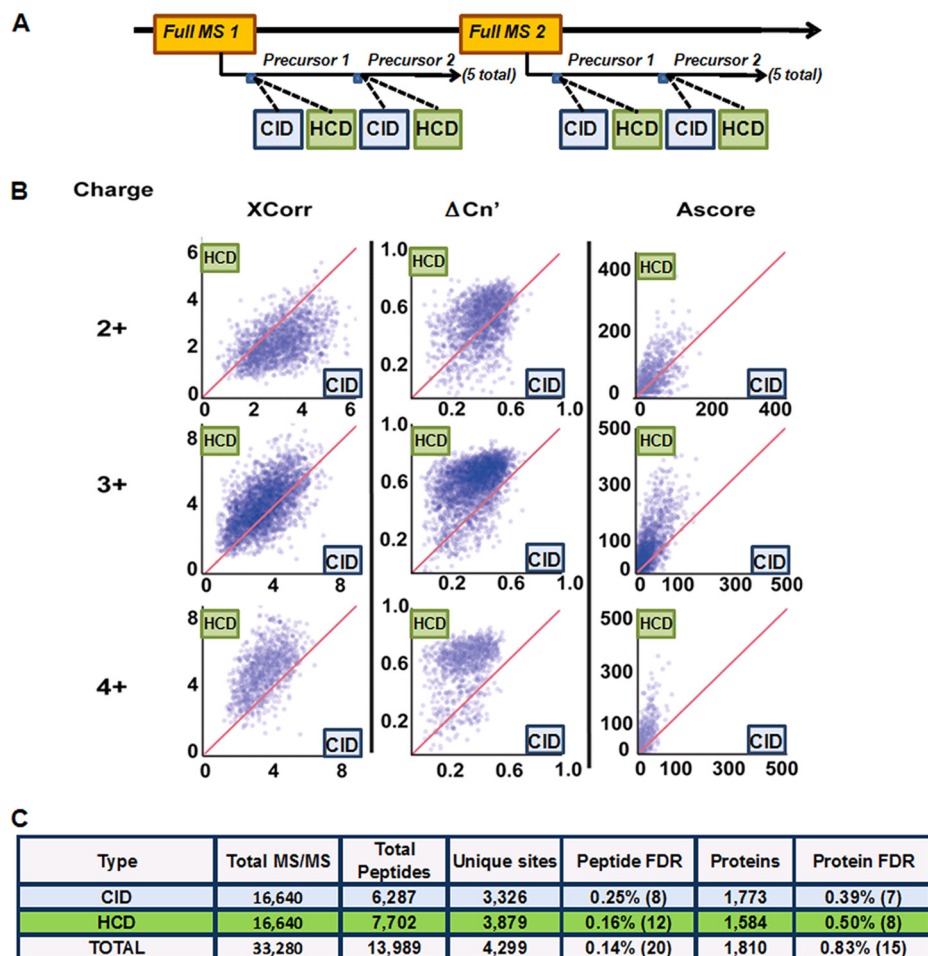 A
Full MS 1 Full MS 2
Precursor 1 Precursor 2 (5 total) Precursor 1 Precursor 2 (5 total)
CID HCD CID HCD CID HCD CID HCD
B
Charge
XCorr ΔCn' Ascore
2+
6 4 2 0
HCD
CID
0 2 4 6
1.0 0.6 0.2
HCD
CID
0.2 0.6 1.0
400 200 0
HCD
CID
0 200 400
3+
8 4 0
HCD
CID
0 4 8
1.0 0.6 0.2
HCD
CID
0.2 0.6 1.0
500 300 100 0
HCD
CID
0 100 300 500
4+
8 4 0
HCD
CID
0 4 8
1.0 0.6 0.2
HCD
CID
0.2 0.6 1.0
500 300 100 0
HCD
CID
0 100 300 500
C
Type Total MS/MS Total Peptides Unique sites Peptide FDR Proteins Protein FDR
CID 16,640 6,287 3,326 0.25% (8) 1,773 0.39% (7)
HCD 16,640 7,702 3,879 0.16% (12) 1,584 0.50% (8)
TOTAL 33,280 13,989 4,299 0.14% (20) 1,810 0.83% (15)